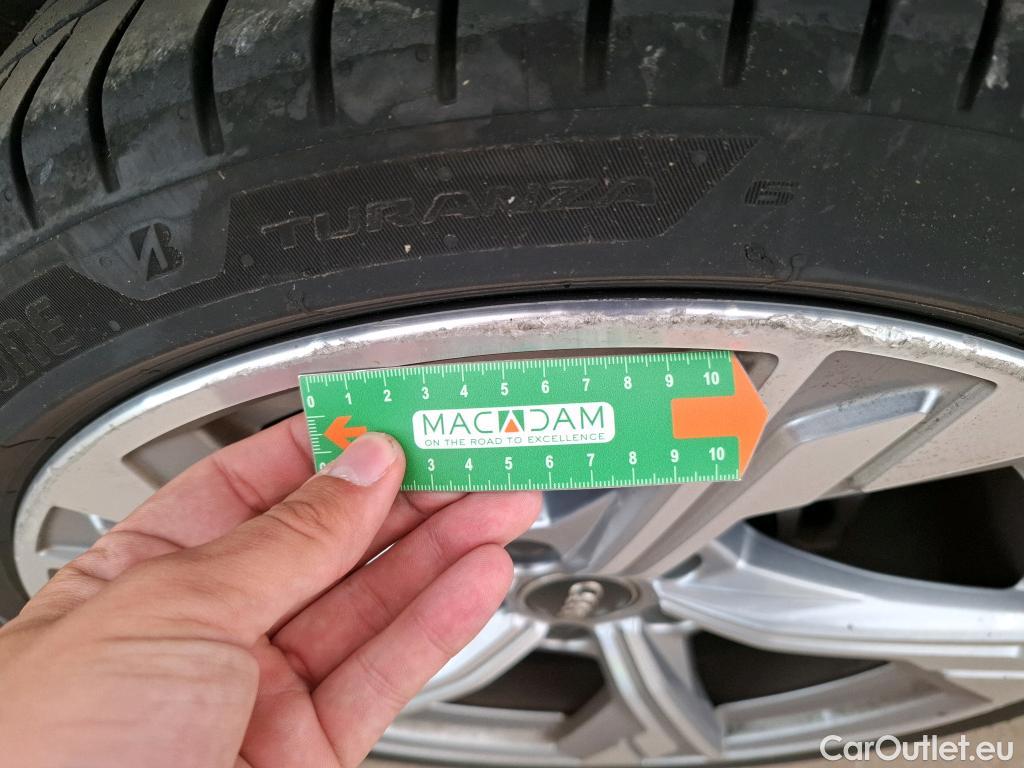 TURANZA 6
0 1 2 3 4 5 6 7 8 9 10
MACADAM
ON THE ROAD TO EXCELLENCE
3 4 5 6 7 8 9 10
CarOutlet.eu